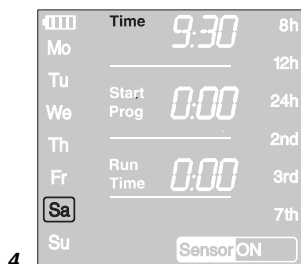 Time 9:30 8h
Mo
12h
Tu
Start Prog 0:00 24h
We
2nd
Th
Run Time 0:00 3rd
Fr
Sa 7th
Su
Sensor ON
4